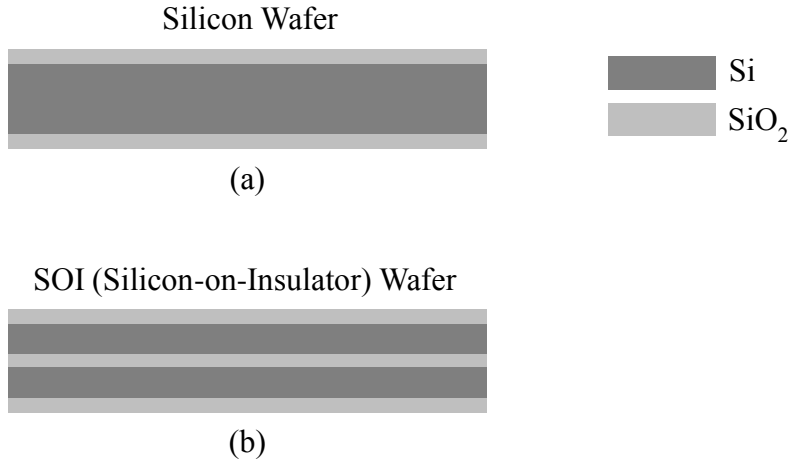 Silicon Wafer
Si
SiO₂
(a)
SOI (Silicon-on-Insulator) Wafer
(b)